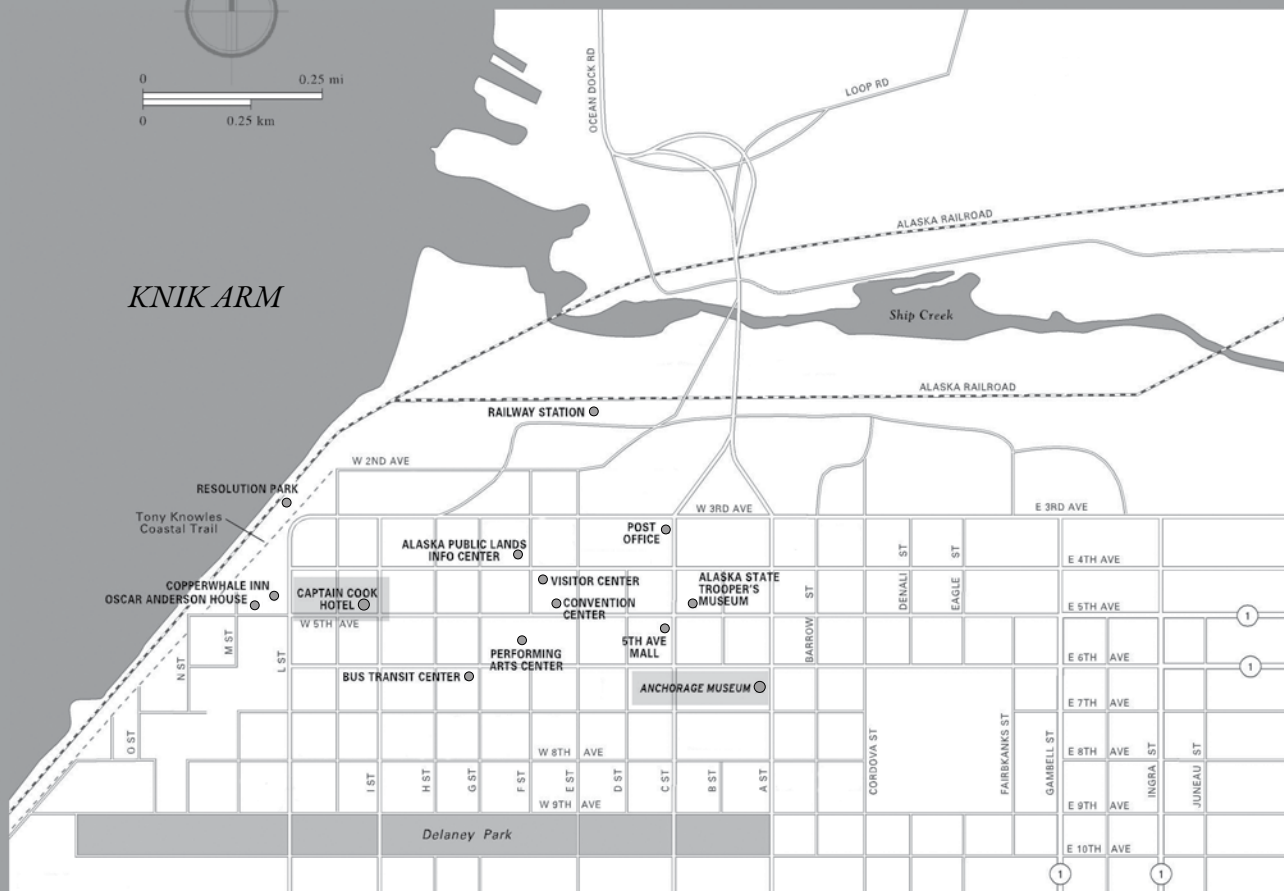 0
0.25 mi
0
0.25 km
OCEAN DOCK RD
LOOP RD
ALASKA RAILROAD
KNIK ARM
Ship Creek
ALASKA RAILROAD
RAILWAY STATION
W 2ND AVE
RESOLUTION PARK
Tony Knowles
Coastal Trail
W 3RD AVE
E 3RD AVE
POST
OFFICE
ALASKA PUBLIC LANDS
INFO CENTER
E 4TH AVE
VISITOR CENTER
CONVENTION
CENTER
ALASKA STATE
TROOPER'S
MUSEUM
DENALI ST
EAGLE ST
COPPERWHALE INN
OSCAR ANDERSON HOUSE
CAPTAIN COOK
HOTEL
E 5TH AVE
1
W 5TH AVE
BARROW ST
M ST
N ST
L ST
5TH AVE
MALL
PERFORMING
ARTS CENTER
E 6TH AVE
1
BUS TRANSIT CENTER
ANCHORAGE MUSEUM
E 7TH AVE
O ST
W 8TH AVE
E 8TH AVE
I ST
H ST
G ST
F ST
E ST
D ST
C ST
B ST
A ST
CORDOVA ST
FAIRBKANKS ST
GAMBELL ST
INGRA ST
JUNEAU ST
W 9TH AVE
E 9TH AVE
Delaney Park
E 10TH AVE
1
1